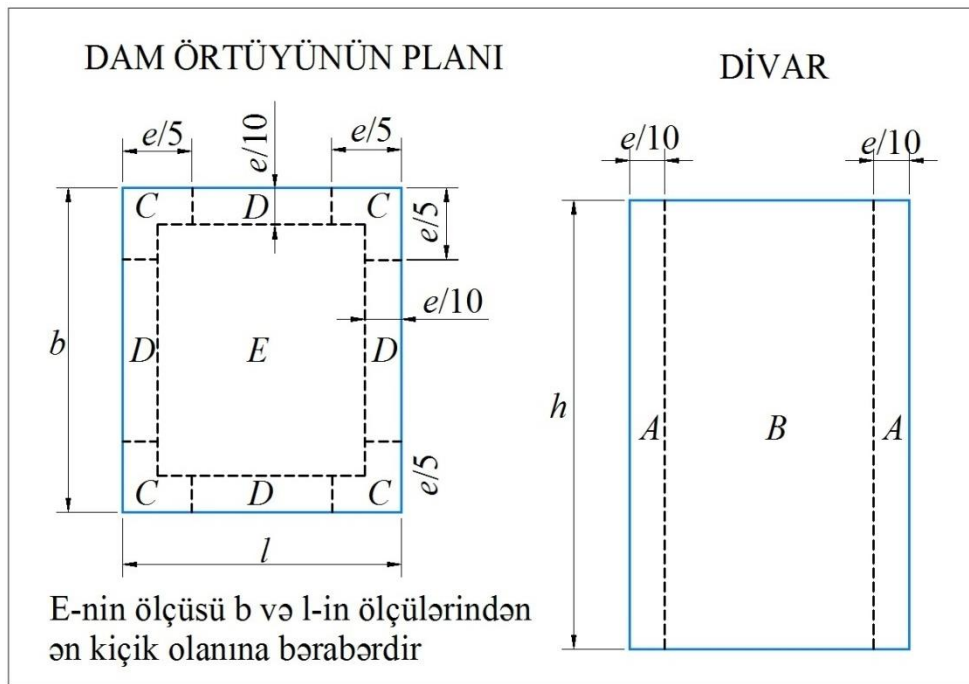 DAM ÖRTÜYÜNÜN PLANI
DİVAR
e/5
e/10
e/5
e/10
e/10
C
D
C
e/5
e/10
b
D
E
D
h
A
B
A
e/5
C
D
C
l
E-nin ölçüsü b və l-in ölçülərindən
ən kiçik olanına bərabərdir